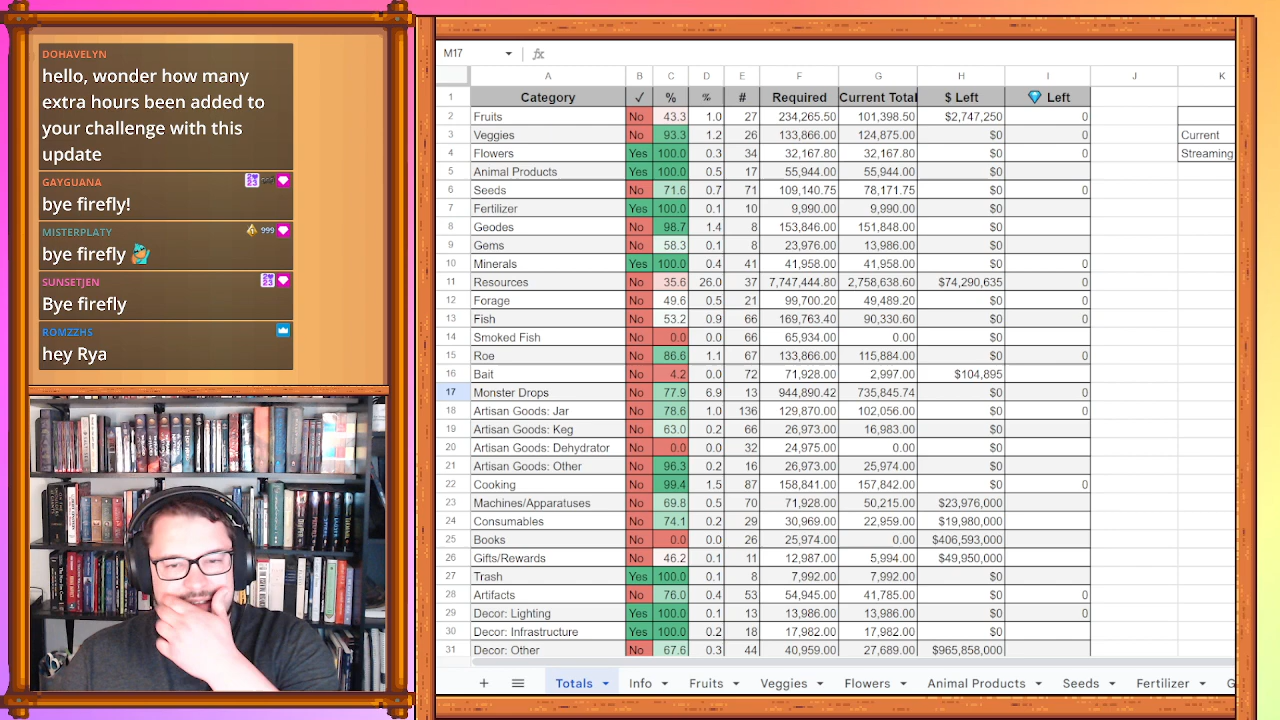 DOHAVELYN
hello, wonder how many
extra hours been added to
your challenge with this
update
GAYGUANA
bye firefly!
MISTERPLATY 999
bye firefly
SUNSETJEN
Bye firefly
ROMZZHS
hey Rya
M17 fx
A B C D E F G H I J K
1 Category ✓ % % # Required Current Total $ Left Left
2 Fruits No 43.3 1.0 27 234,265.50 101,398.50 $2,747,250 0
3 Veggies No 93.3 1.2 26 133,866.00 124,875.00 $0 0 Current
4 Flowers Yes 100.0 0.3 34 32,167.80 32,167.80 $0 0 Streaming
5 Animal Products Yes 100.0 0.5 17 55,944.00 55,944.00 $0
6 Seeds No 71.6 0.7 71 109,140.75 78,171.75 $0 0
7 Fertilizer Yes 100.0 0.1 10 9,990.00 9,990.00 $0
8 Geodes No 98.7 1.4 8 153,846.00 151,848.00 $0
9 Gems No 58.3 0.1 8 23,976.00 13,986.00 $0
10 Minerals Yes 100.0 0.4 41 41,958.00 41,958.00 $0 0
11 Resources No 35.6 26.0 37 7,747,444.80 2,758,638.60 $74,290,635 0
12 Forage No 49.6 0.5 21 99,700.20 49,489.20 $0 0
13 Fish No 53.2 0.9 66 169,763.40 90,330.60 $0 0
14 Smoked Fish No 0.0 0.0 66 65,934.00 0.00 $0
15 Roe No 86.6 1.1 67 133,866.00 115,884.00 $0 0
16 Bait No 4.2 0.0 72 71,928.00 2,997.00 $104,895
17 Monster Drops No 77.9 6.9 13 944,890.42 735,845.74 $0 0
18 Artisan Goods: Jar No 78.6 1.0 136 129,870.00 102,056.00 $0 0
19 Artisan Goods: Keg No 63.0 0.2 66 26,973.00 16,983.00 $0
20 Artisan Goods: Dehydrator No 0.0 0.0 32 24,975.00 0.00 $0
21 Artisan Goods: Other No 96.3 0.2 16 26,973.00 25,974.00 $0
22 Cooking No 99.4 1.5 87 158,841.00 157,842.00 $0 0
23 Machines/Apparatuses No 69.8 0.5 70 71,928.00 50,215.00 $23,976,000
24 Consumables No 74.1 0.2 29 30,969.00 22,959.00 $19,980,000
25 Books No 0.0 0.0 26 25,974.00 0.00 $406,593,000
26 Gifts/Rewards No 46.2 0.1 11 12,987.00 5,994.00 $49,950,000
27 Trash Yes 100.0 0.1 8 7,992.00 7,992.00 $0
28 Artifacts No 76.0 0.4 53 54,945.00 41,785.00 $0 0
29 Decor: Lighting Yes 100.0 0.1 13 13,986.00 13,986.00 $0 0
30 Decor: Infrastructure Yes 100.0 0.2 18 17,982.00 17,982.00 $0
31 Decor: Other No 67.6 0.3 44 40,959.00 27,689.00 $965,858,000
+ Totals Info Fruits Veggies Flowers Animal Products Seeds Fertilizer